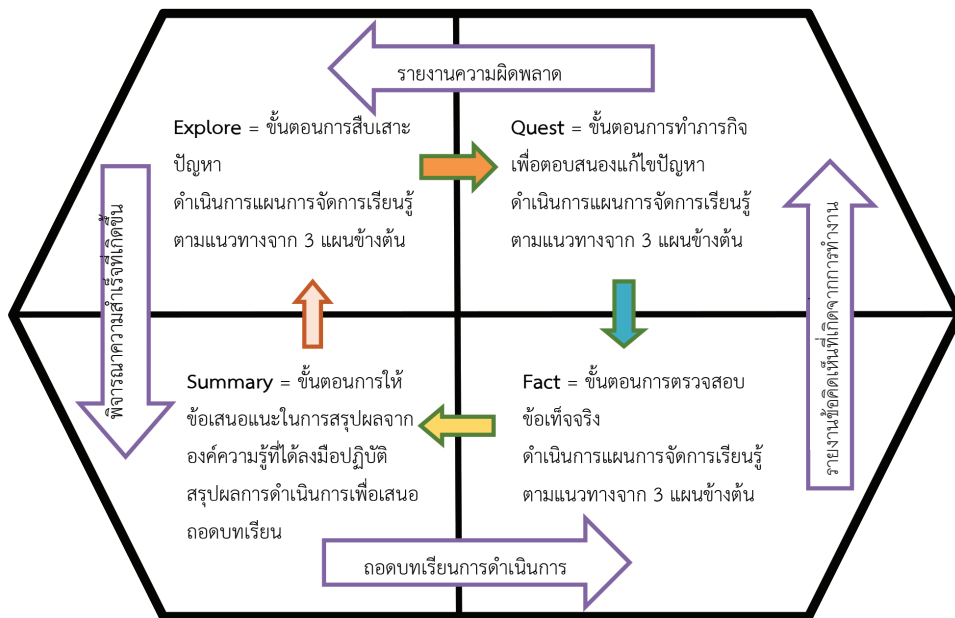 รายงานความผิดพลาด
Explore = ขั้นตอนการสืบเสาะ
ปัญหา
ดำเนินการแผนการจัดการเรียนรู้
ตามแนวทางจาก 3 แผนข้างต้น
Quest = ขั้นตอนการทำภารกิจ
เพื่อตอบสนองแก้ไขปัญหา
ดำเนินการแผนการจัดการเรียนรู้
ตามแนวทางจาก 3 แผนข้างต้น
พิจารณาความสำเร็จที่เกิดขึ้น
รายงานข้อคิดเห็นที่เกิดจากการทำงาน
Summary = ขั้นตอนการให้
ข้อเสนอแนะในการสรุปผลจาก
องค์ความรู้ที่ได้ลงมือปฏิบัติ
สรุปผลการดำเนินการเพื่อเสนอ
ถอดบทเรียน
Fact = ขั้นตอนการตรวจสอบ
ข้อเท็จจริง
ดำเนินการแผนการจัดการเรียนรู้
ตามแนวทางจาก 3 แผนข้างต้น
ถอดบทเรียนการดำเนินการ